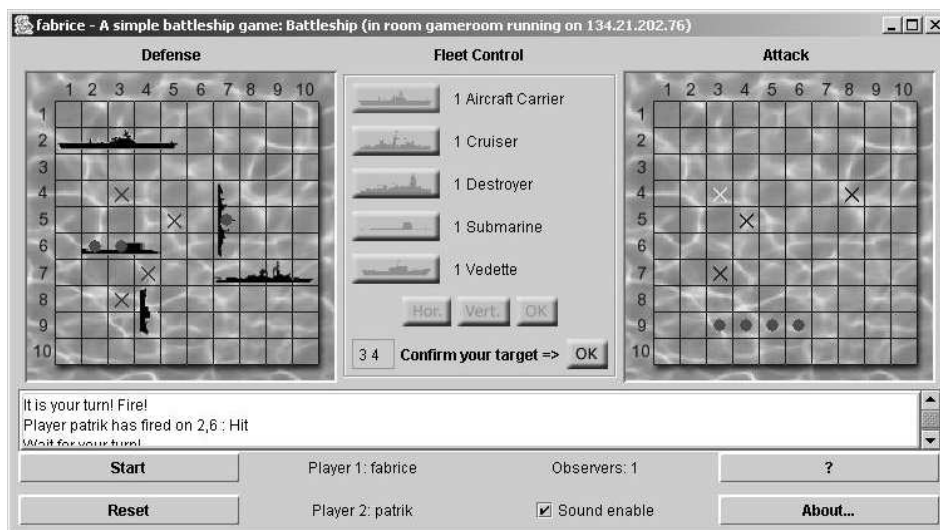 fabrice - A simple battleship game: Battleship (in room gameroom running on 134.21.202.76)
Defense
Fleet Control
Attack
1 2 3 4 5 6 7 8 9 10
1
2
3
4
5
6
7
8
9
10
1 Aircraft Carrier
1 Cruiser
1 Destroyer
1 Submarine
1 Vedette
Hor. Vert. OK
3 4 Confirm your target => OK
1 2 3 4 5 6 7 8 9 10
1
2
3
4
5
6
7
8
9
10
It is your turn! Fire!
Player patrik has fired on 2,6 : Hit
Wait for your turn!
Start Player 1: fabrice Observers: 1 ?
Reset Player 2: patrik Sound enable About...